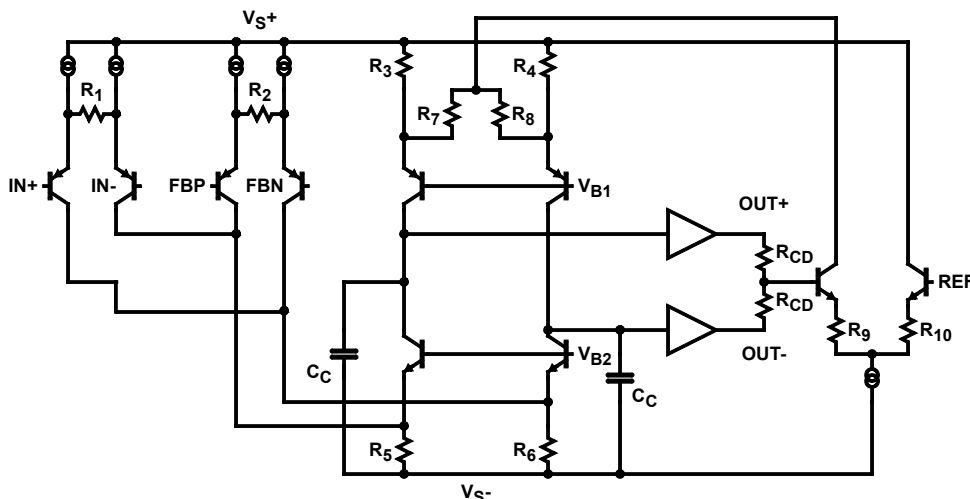 VS+
R1
R2
R3
R4
R7
R8
IN+
IN-
FBP
FBN
VB1
OUT+
RCD
RCD
REF
R9
R10
OUT-
VB2
CC
CC
R5
R6
VS-